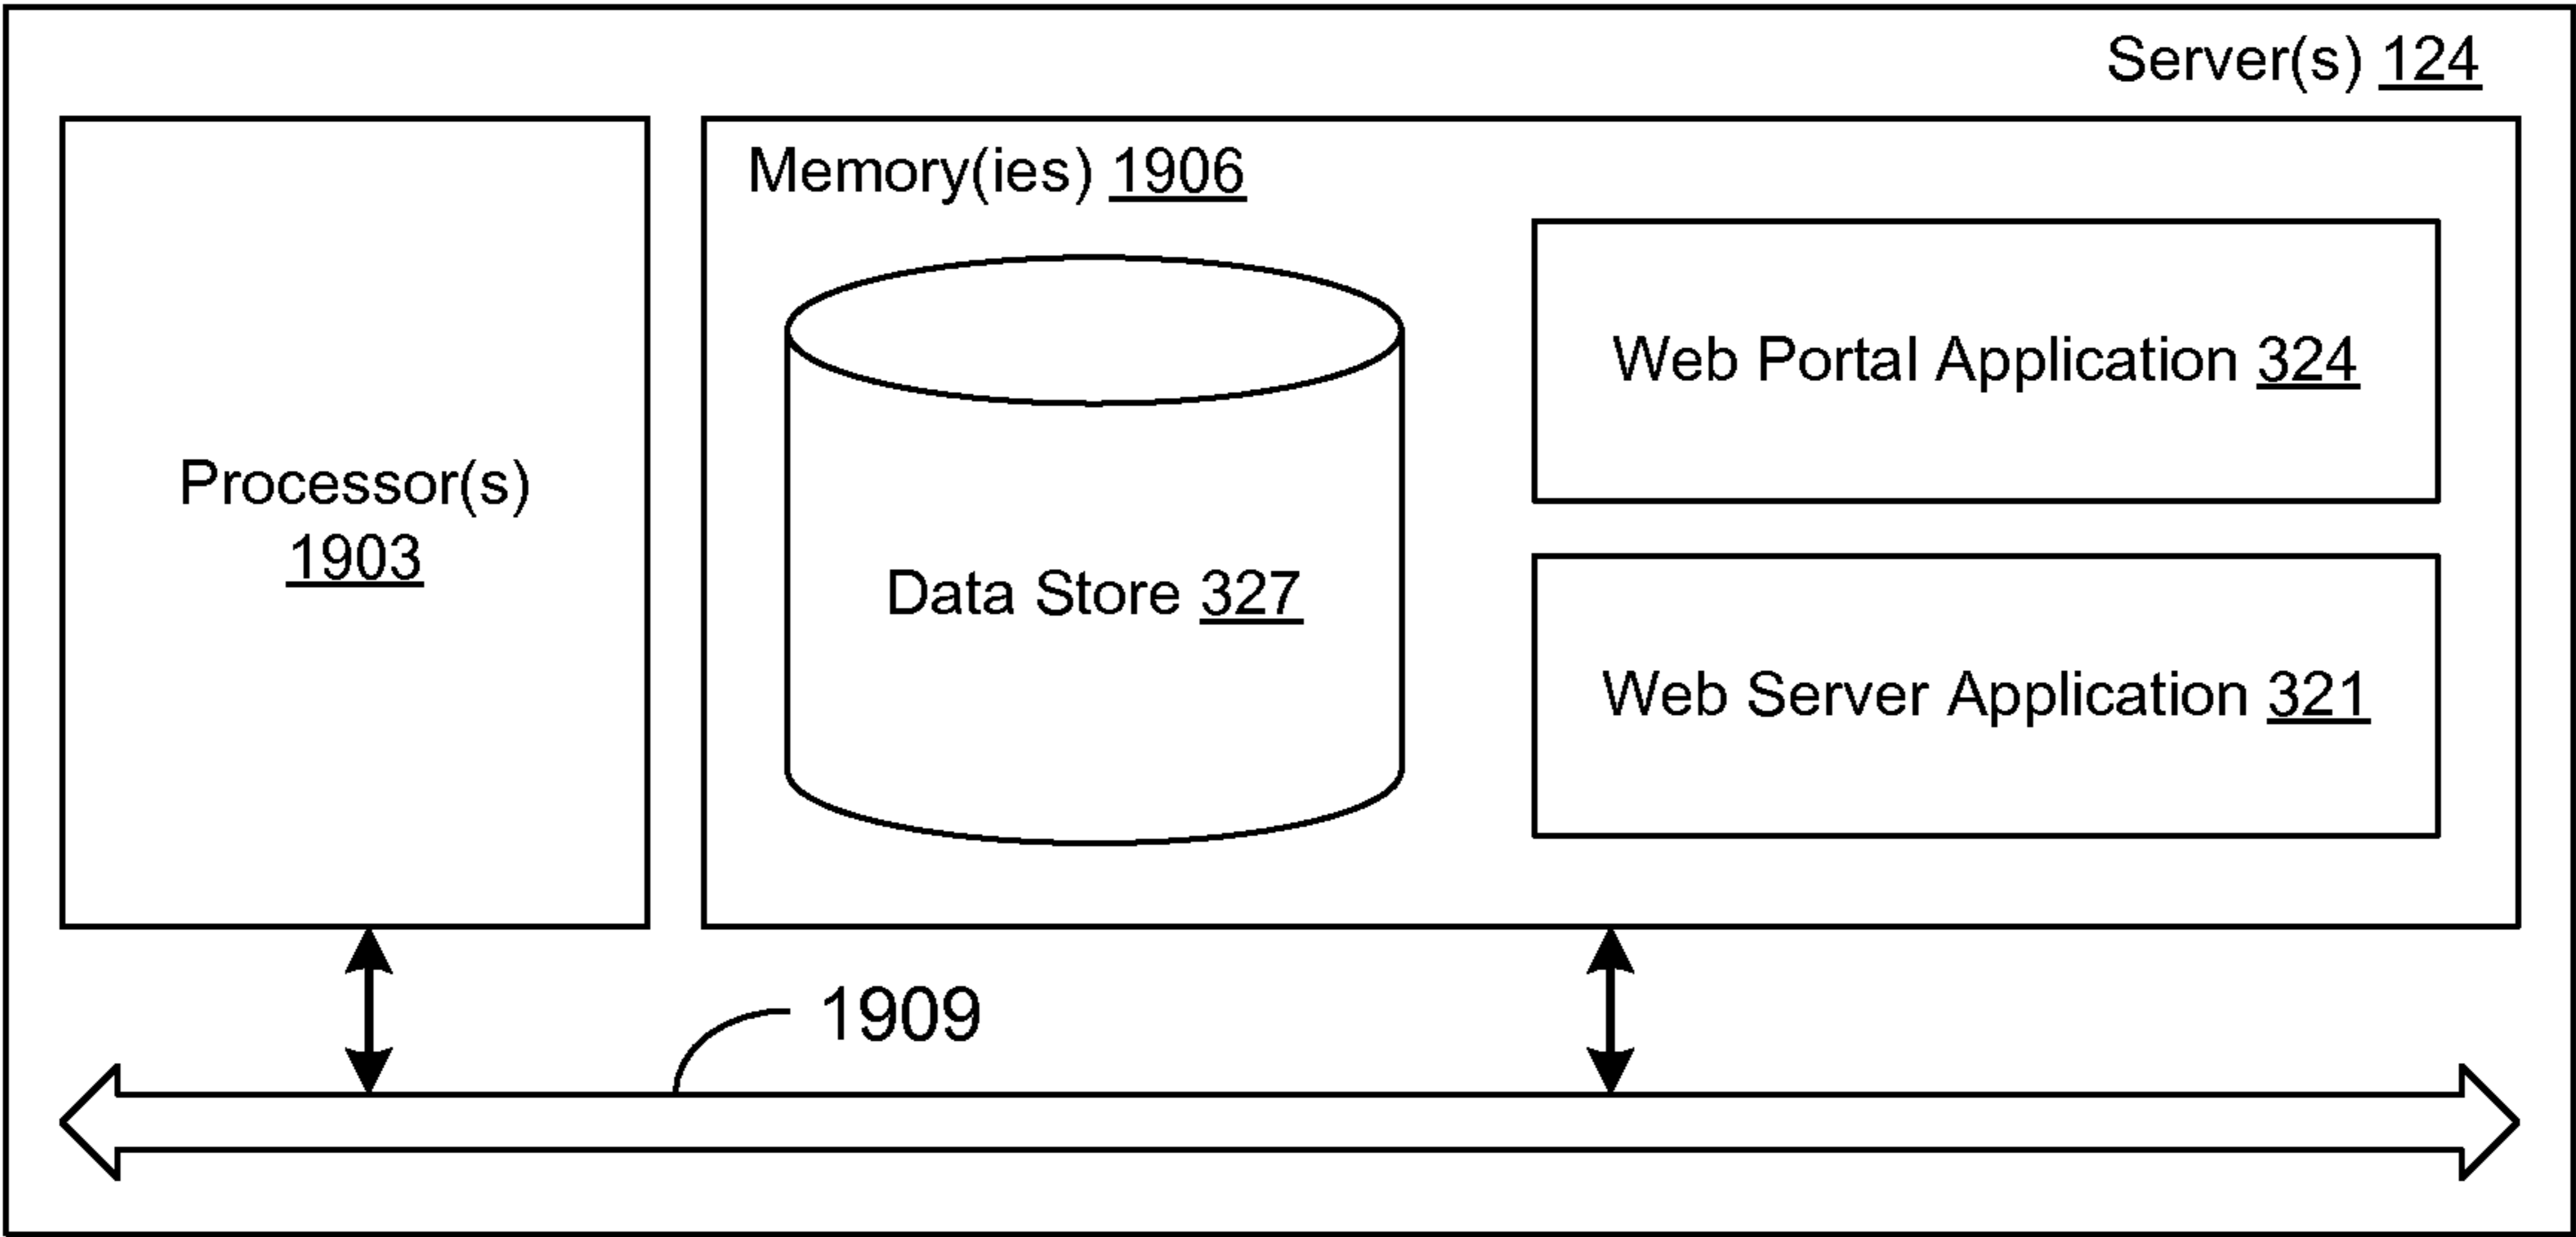 Server(s) 124
Memory(ies) 1906
Web Portal Application 324
Processor(s)
1903
Data Store 327
Web Server Application 321
1909